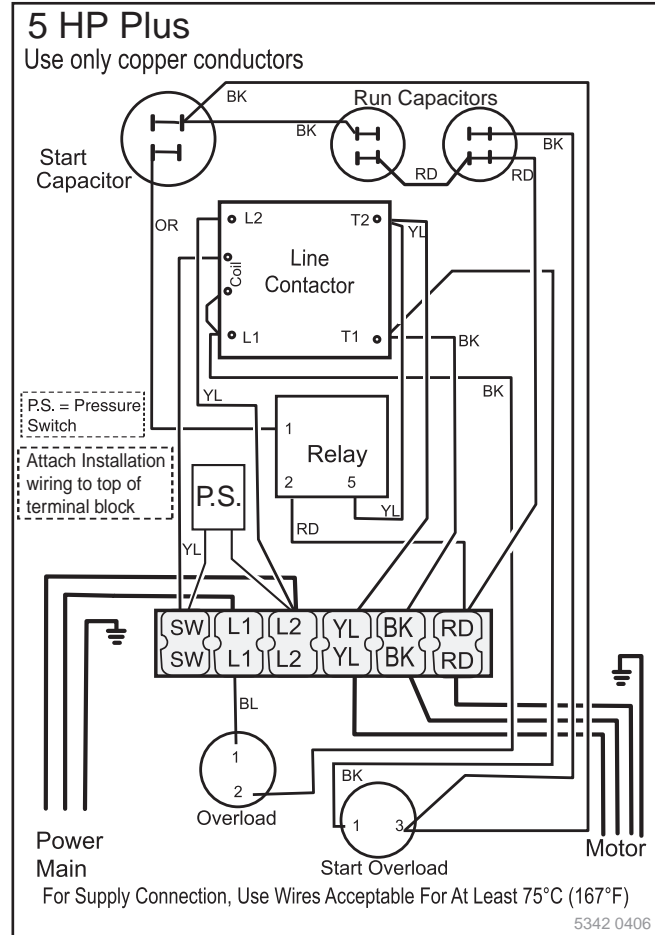 5 HP Plus
Use only copper conductors
BK
Run Capacitors
BK
BK
Start
Capacitor
RD
RD
OR
L2
T2
YL
Line
Contactor
Coil
L1
T1
BK
BK
YL
P.S. = Pressure
Switch
1
Relay
2
5
Attach Installation
wiring to top of
terminal block
P.S.
YL
RD
YL
SW
L1
L2
YL
BK
RD
SW
L1
L2
YL
BK
RD
BL
1
2
Overload
BK
1
3
Start Overload
Power
Main
Motor
For Supply Connection, Use Wires Acceptable For At Least 75°C (167°F)
5342 0406